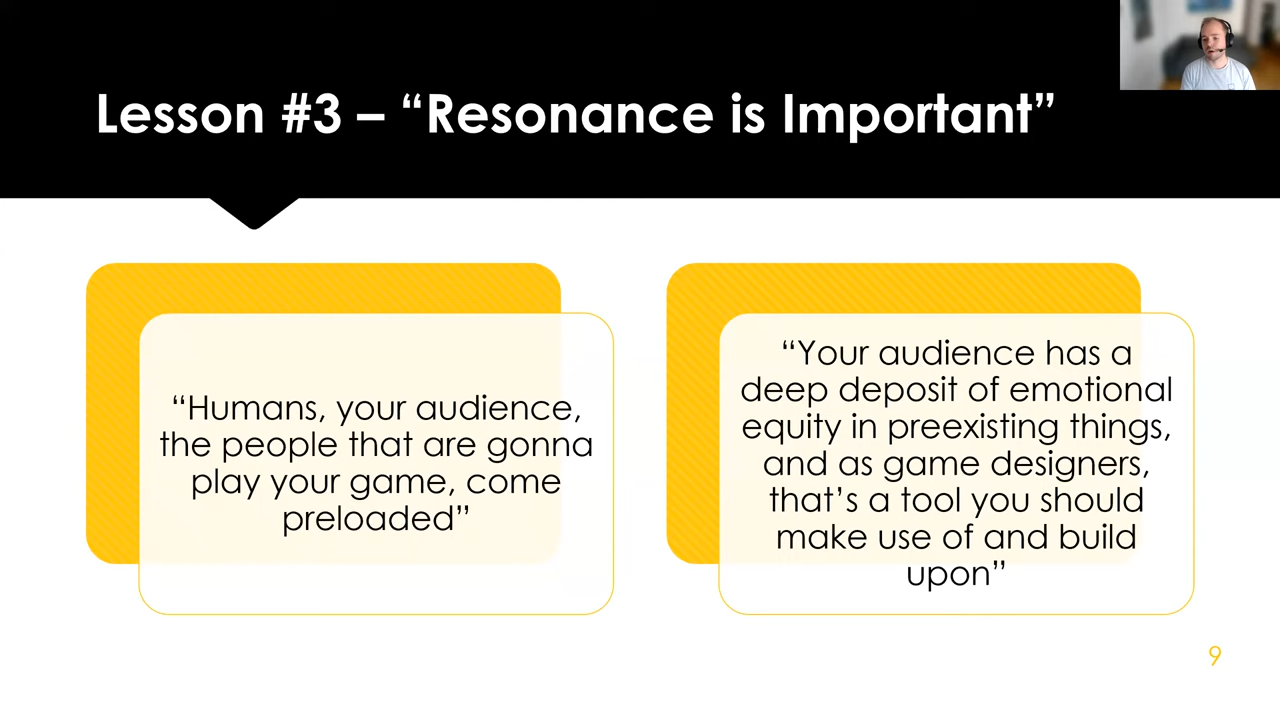 Lesson #3 – “Resonance is Important”
“Humans, your audience,
the people that are gonna
play your game, come
preloaded”
“Your audience has a
deep deposit of emotional
equity in preexisting things,
and as game designers,
that’s a tool you should
make use of and build
upon”
9